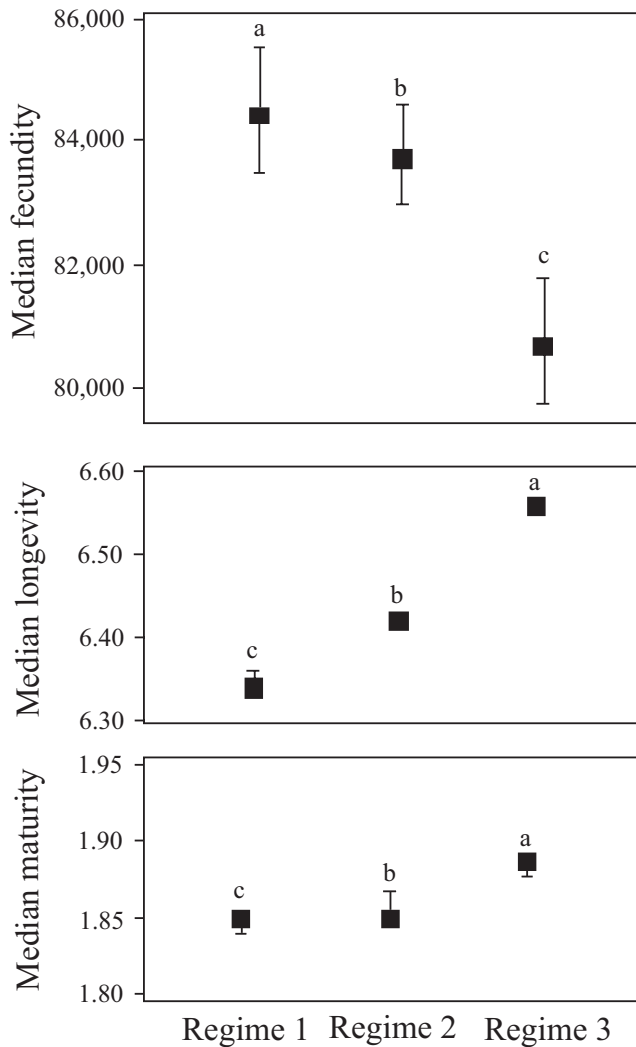 Median fecundity
86,000
84,000
82,000
80,000
a
b
c
Median longevity
6.60
6.50
6.40
6.30
c
b
a
Median maturity
1.95
1.90
1.85
1.80
c
b
a
Regime 1 Regime 2 Regime 3